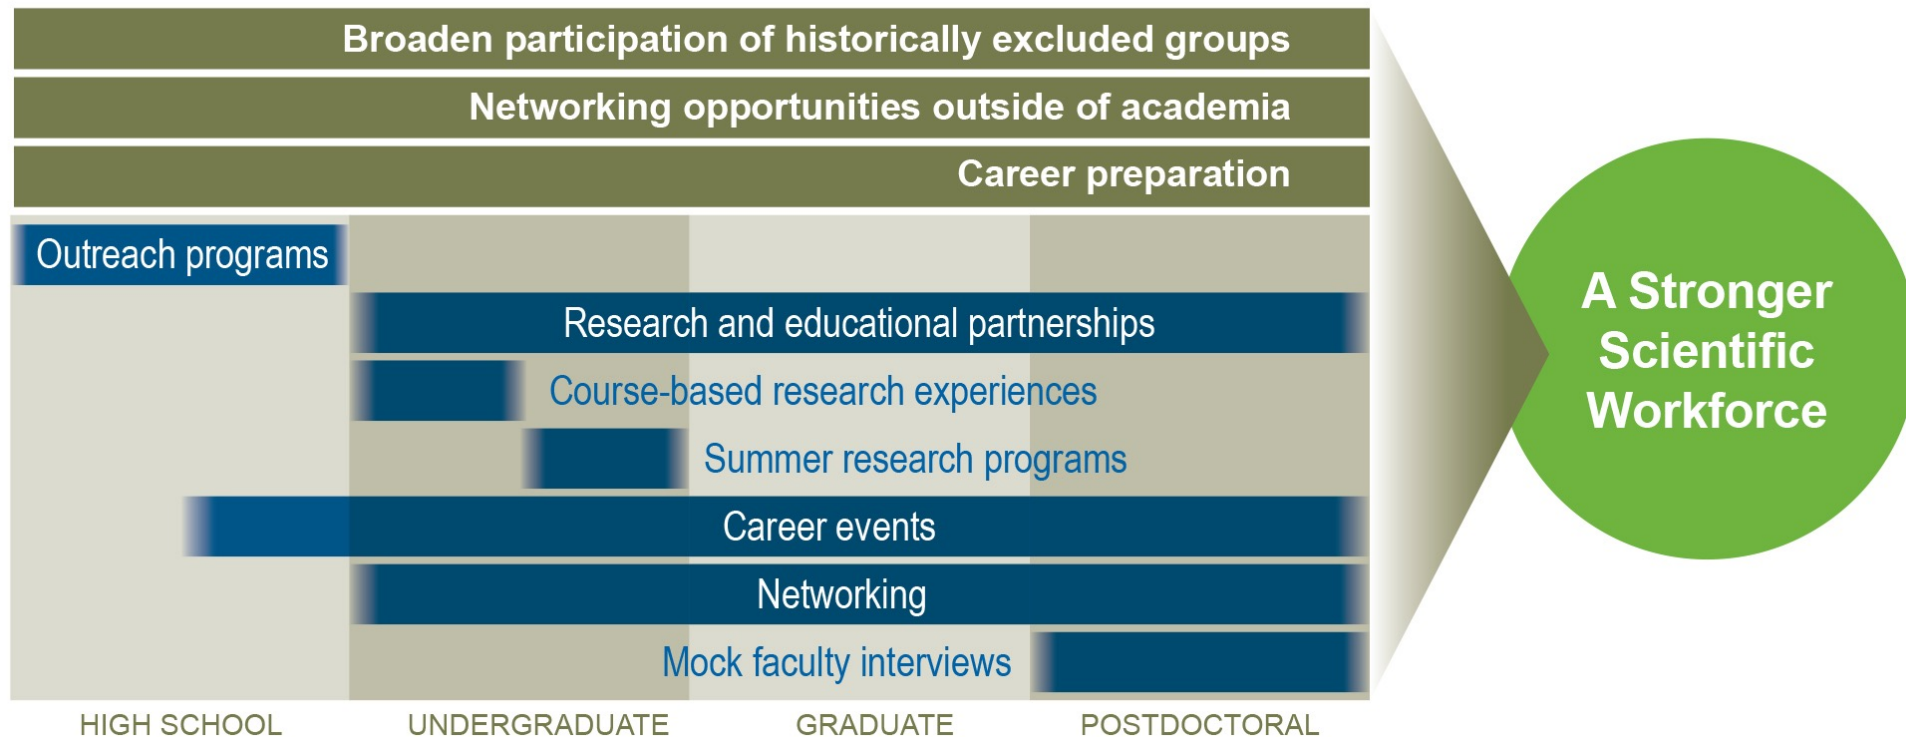 Broaden participation of historically excluded groups
Networking opportunities outside of academia
Career preparation
Outreach programs
Research and educational partnerships
Course-based research experiences
Summer research programs
Career events
Networking
Mock faculty interviews
HIGH SCHOOL
UNDERGRADUATE
GRADUATE
POSTDOCTORAL
A Stronger
Scientific
Workforce